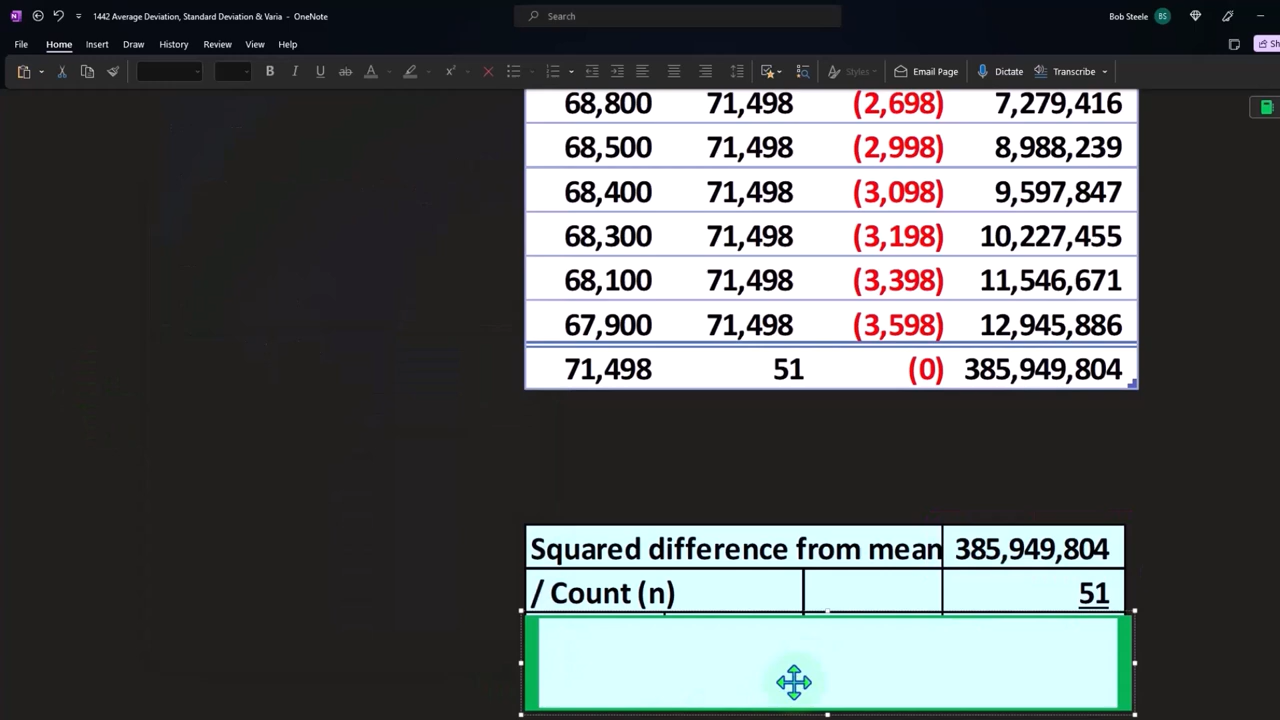 1442 Average Deviation, Standard Deviation & Varia - OneNote
Search
Bob Steele
BS
File Home Insert Draw History Review View Help
Sh
Styles Email Page Dictate Transcribe
68,800 71,498 (2,698) 7,279,416
68,500 71,498 (2,998) 8,988,239
68,400 71,498 (3,098) 9,597,847
68,300 71,498 (3,198) 10,227,455
68,100 71,498 (3,398) 11,546,671
67,900 71,498 (3,598) 12,945,886
71,498 51 (0) 385,949,804
Squared difference from mean 385,949,804
/ Count (n) 51